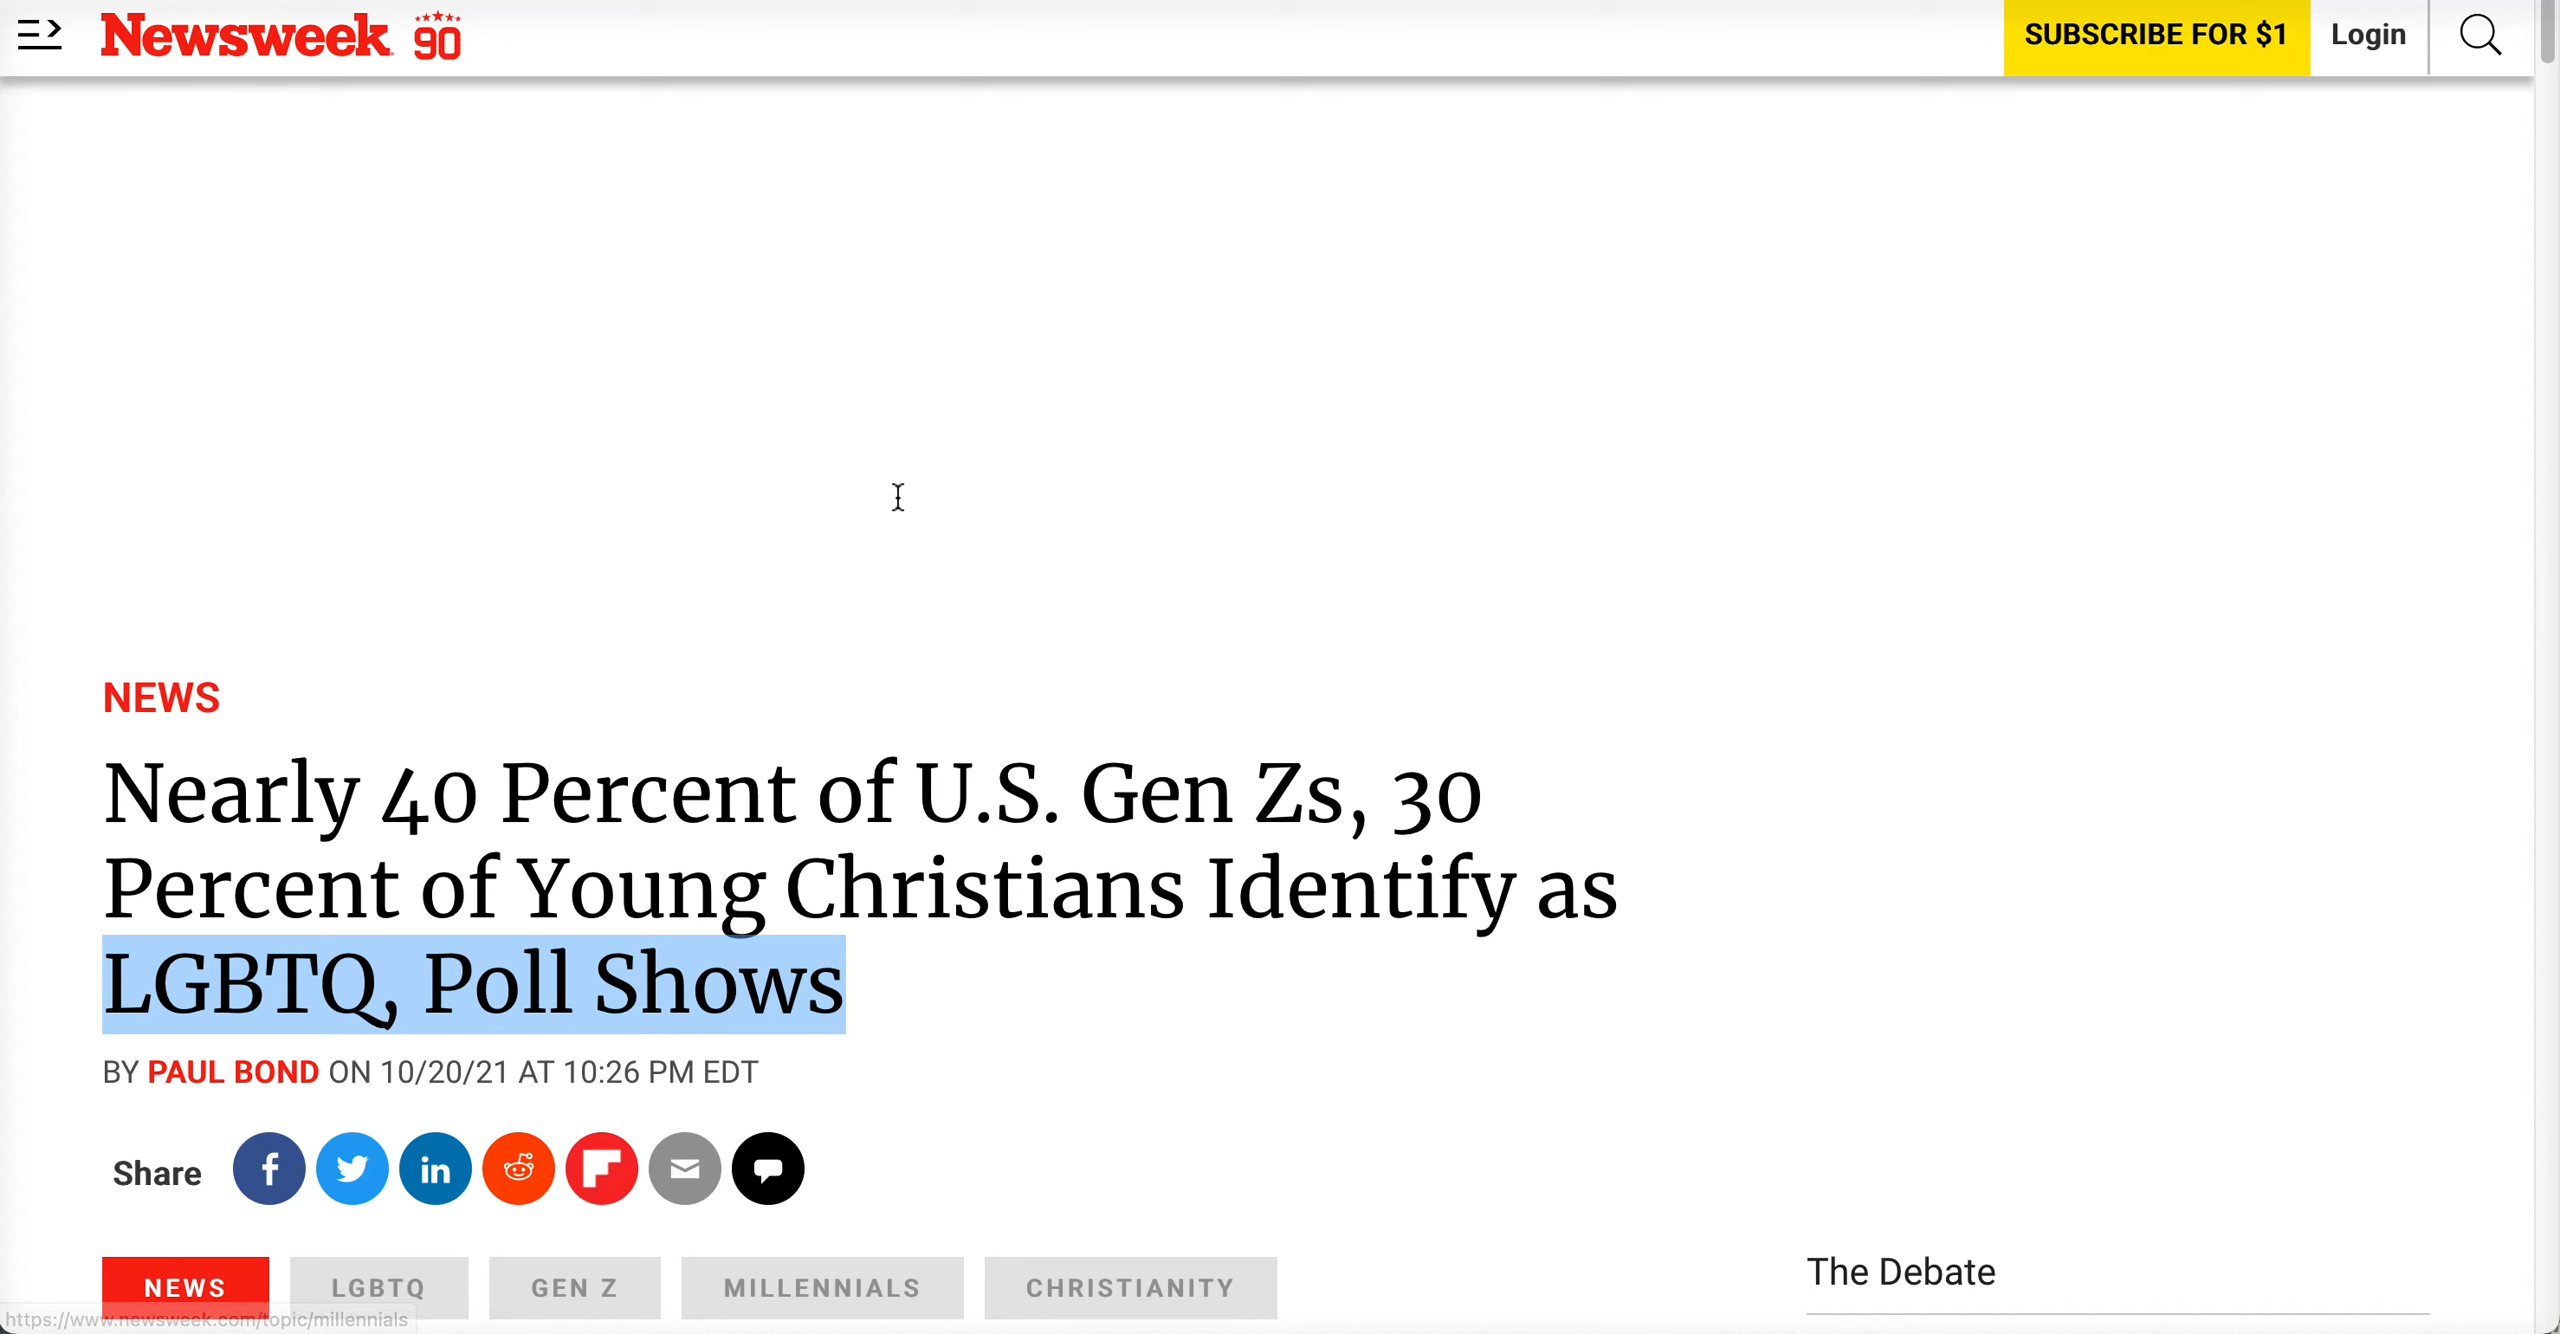 Newsweek 90
SUBSCRIBE FOR $1 Login
NEWS
Nearly 40 Percent of U.S. Gen Zs, 30
Percent of Young Christians Identify as
LGBTQ, Poll Shows
BY PAUL BOND ON 10/20/21 AT 10:26 PM EDT
Share
NEWS LGBTQ GEN Z MILLENNIALS CHRISTIANITY
The Debate
https://www.newsweek.com/topic/millennials